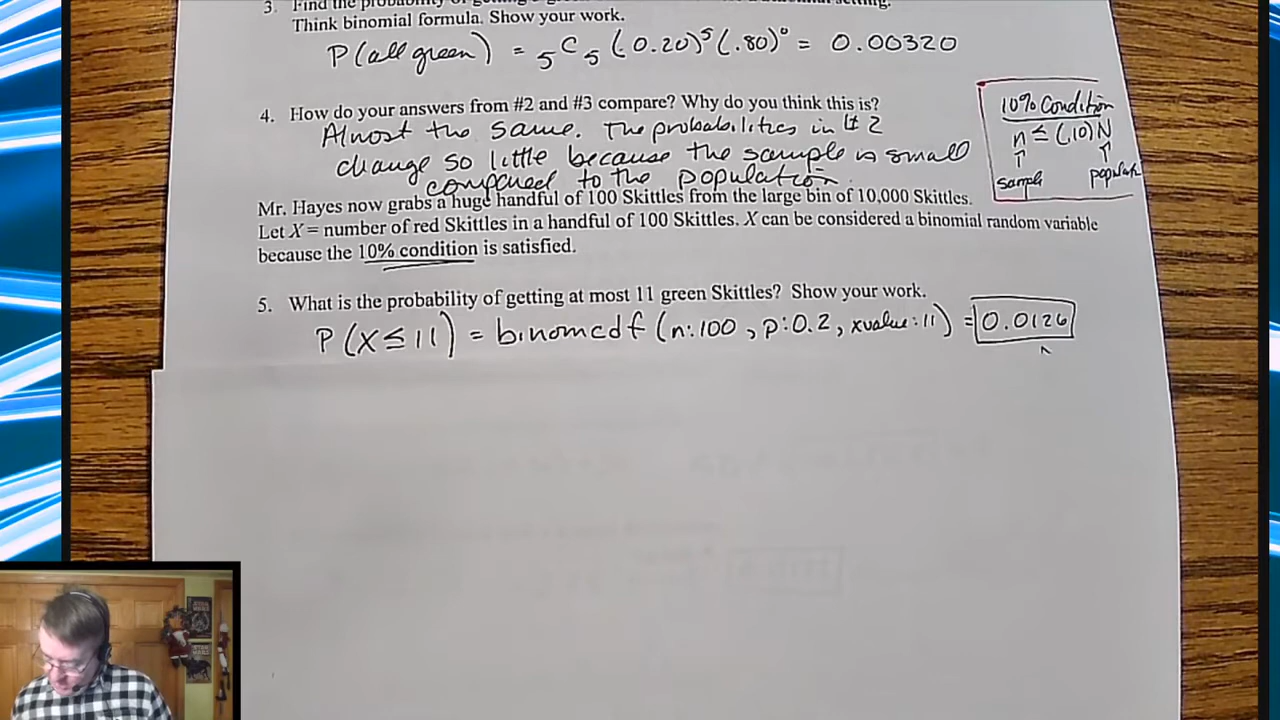 3. Find the
Think binomial formula. Show your work.
P(all green) = ₅C₅ (0.20)⁵ (.80)⁰ = 0.00320
4. How do your answers from #2 and #3 compare? Why do you think this is?
Almost the same. The probabilities in # 2
change so little because the sample is small
compared to the population.
10% Condition
n ≤ (.10)N
sample
Mr. Hayes now grabs a huge handful of 100 Skittles from the large bin of 10,000 Skittles.
Let X = number of red Skittles in a handful of 100 Skittles. X can be considered a binomial random variable
because the 10% condition is satisfied.
5. What is the probability of getting at most 11 green Skittles? Show your work.
P(X ≤ 11) = binomcdf (n:100, p:0.2, xvalue:11) = 0.0126